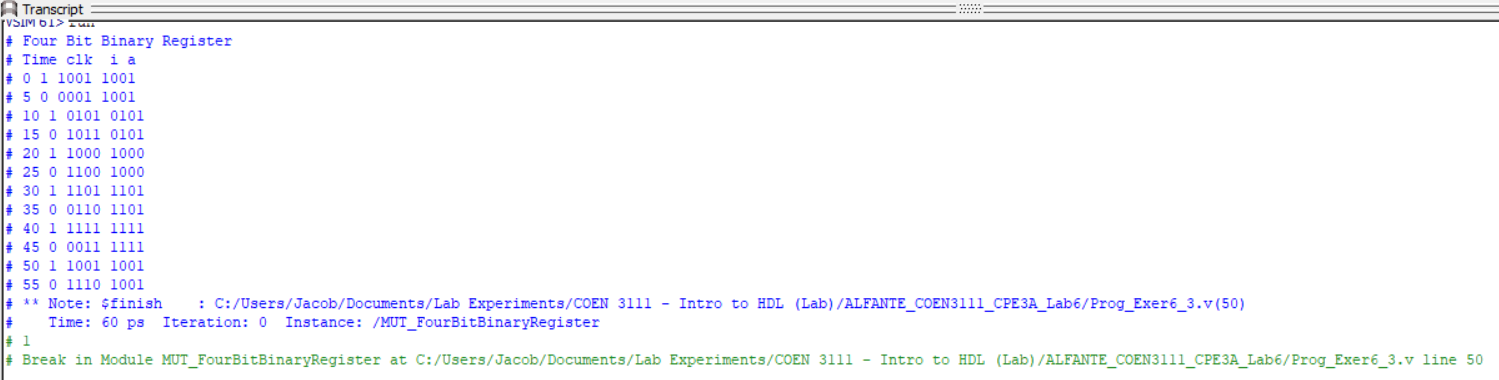 Transcript
VSIM 61> run
# Four Bit Binary Register
# Time clk  i a
# 0 1 1001 1001
# 5 0 0001 1001
# 10 1 0101 0101
# 15 0 1011 0101
# 20 1 1000 1000
# 25 0 1100 1000
# 30 1 1101 1101
# 35 0 0110 1101
# 40 1 1111 1111
# 45 0 0011 1111
# 50 1 1001 1001
# 55 0 1110 1001
# ** Note: $finish    : C:/Users/Jacob/Documents/Lab Experiments/COEN 3111 - Intro to HDL (Lab)/ALFANTE_COEN3111_CPE3A_Lab6/Prog_Exer6_3.v(50)
#    Time: 60 ps  Iteration: 0  Instance: /MUT_FourBitBinaryRegister
# 1
# Break in Module MUT_FourBitBinaryRegister at C:/Users/Jacob/Documents/Lab Experiments/COEN 3111 - Intro to HDL (Lab)/ALFANTE_COEN3111_CPE3A_Lab6/Prog_Exer6_3.v line 50